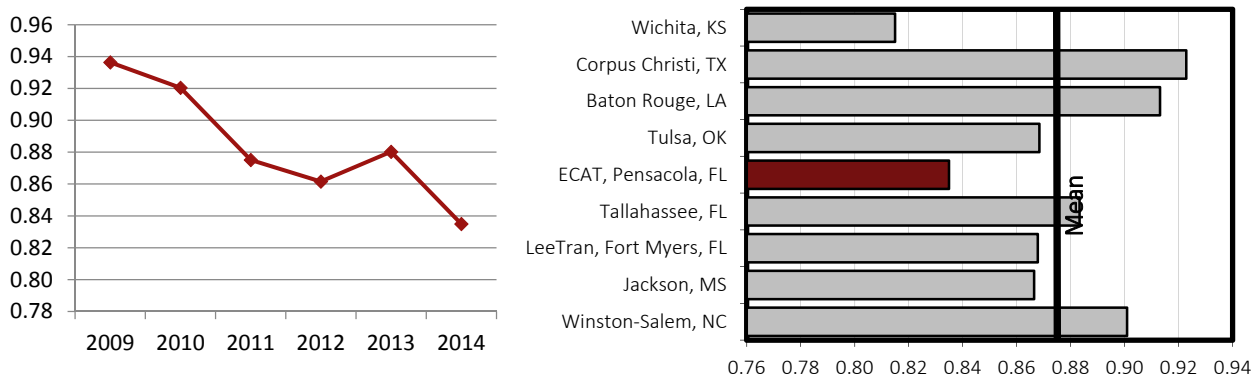 0.96
0.94
0.92
0.90
0.88
0.86
0.84
0.82
0.80
0.78
2009 2010 2011 2012 2013 2014
Wichita, KS
Corpus Christi, TX
Baton Rouge, LA
Tulsa, OK
ECAT, Pensacola, FL
Tallahassee, FL
LeeTran, Fort Myers, FL
Jackson, MS
Winston-Salem, NC
Mean
0.76 0.78 0.80 0.82 0.84 0.86 0.88 0.90 0.92 0.94